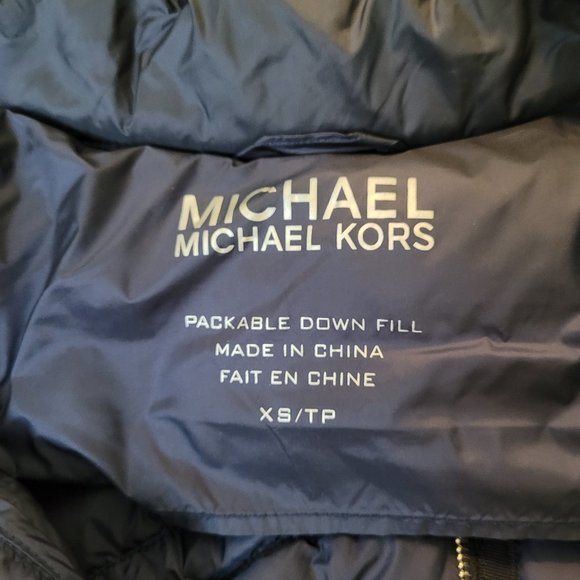 MICHAEL
MICHAEL KORS
PACKABLE DOWN FILL
MADE IN CHINA
FAIT EN CHINE
XS/TP